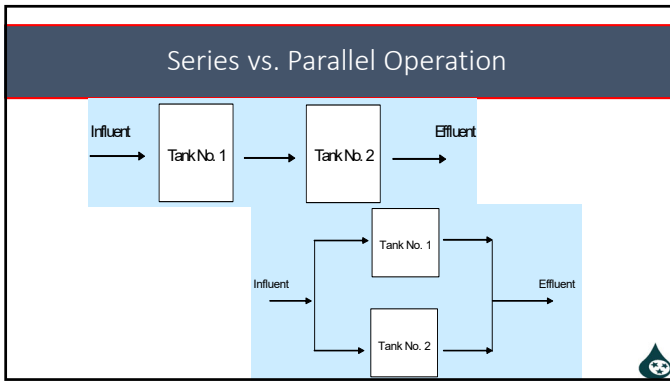 Series vs. Parallel Operation
Influent
Tank No. 1
Tank No. 2
Effluent
Tank No. 1
Influent
Effluent
Tank No. 2